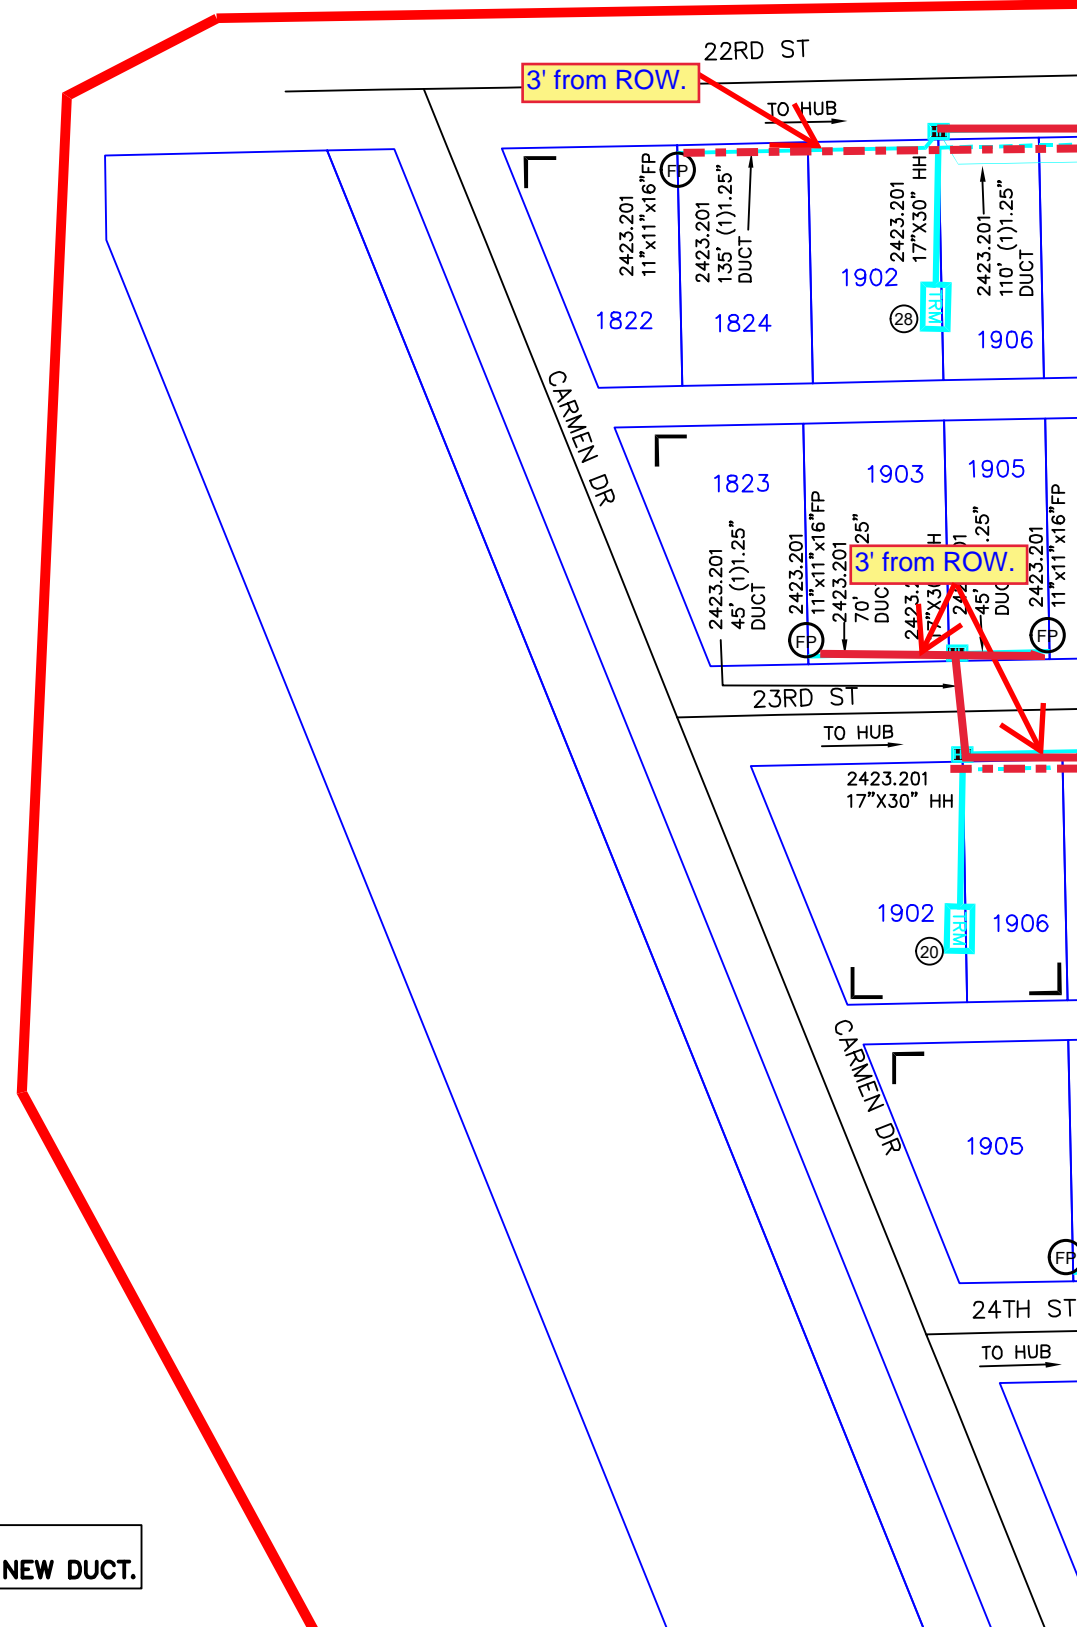 22RD ST
3' from ROW.
TO HUB
FP
2423.201
11"x11"x16"FP
2423.201
135' (1)1.25"
DUCT
2423.201
17"X30" HH
2423.201
110' (1)1.25"
DUCT
1822
1824
1902
TRM
28
1906
CARMEN DR
1823
1903
1905
2423.201
45' (1)1.25"
DUCT
2423.201
11"x11"x16"FP
2423.201
70'
3' from ROW.
45'
2423.201
11"x11"x16"FP
FP
FP
23RD ST
TO HUB
2423.201
17"X30" HH
1902
TRM
20
1906
CARMEN DR
1905
FP
24TH ST
TO HUB
NEW DUCT.